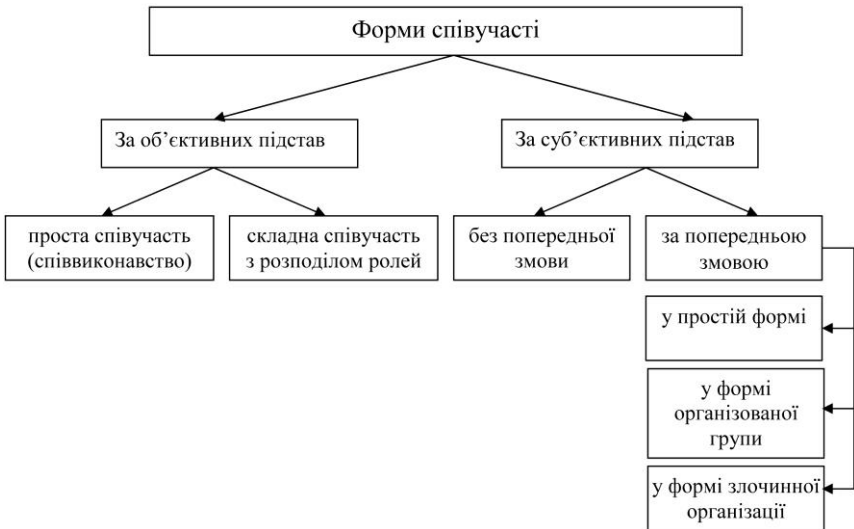 Форми співучасті
За об’єктивних підстав
За суб’єктивних підстав
проста співучасть
(співвиконавство)
складна співучасть
з розподілом ролей
без попередньої
змови
за попередньою
змовою
у простій формі
у формі
організованої
групи
у формі злочинної
організації